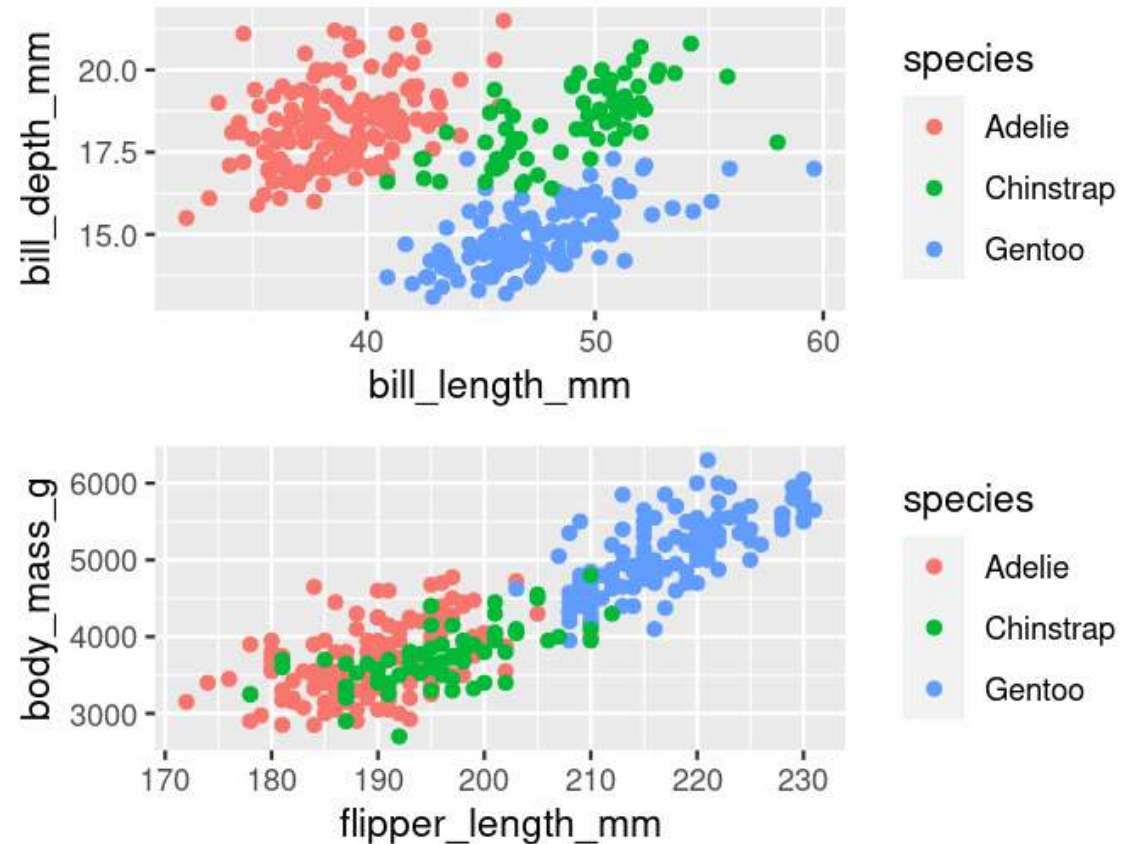 bill_depth_mm
20.0
17.5
15.0
40
50
60
bill_length_mm
species
Adelie
Chinstrap
Gentoo
body_mass_g
6000
5000
4000
3000
170
180
190
200
210
220
230
flipper_length_mm
species
Adelie
Chinstrap
Gentoo